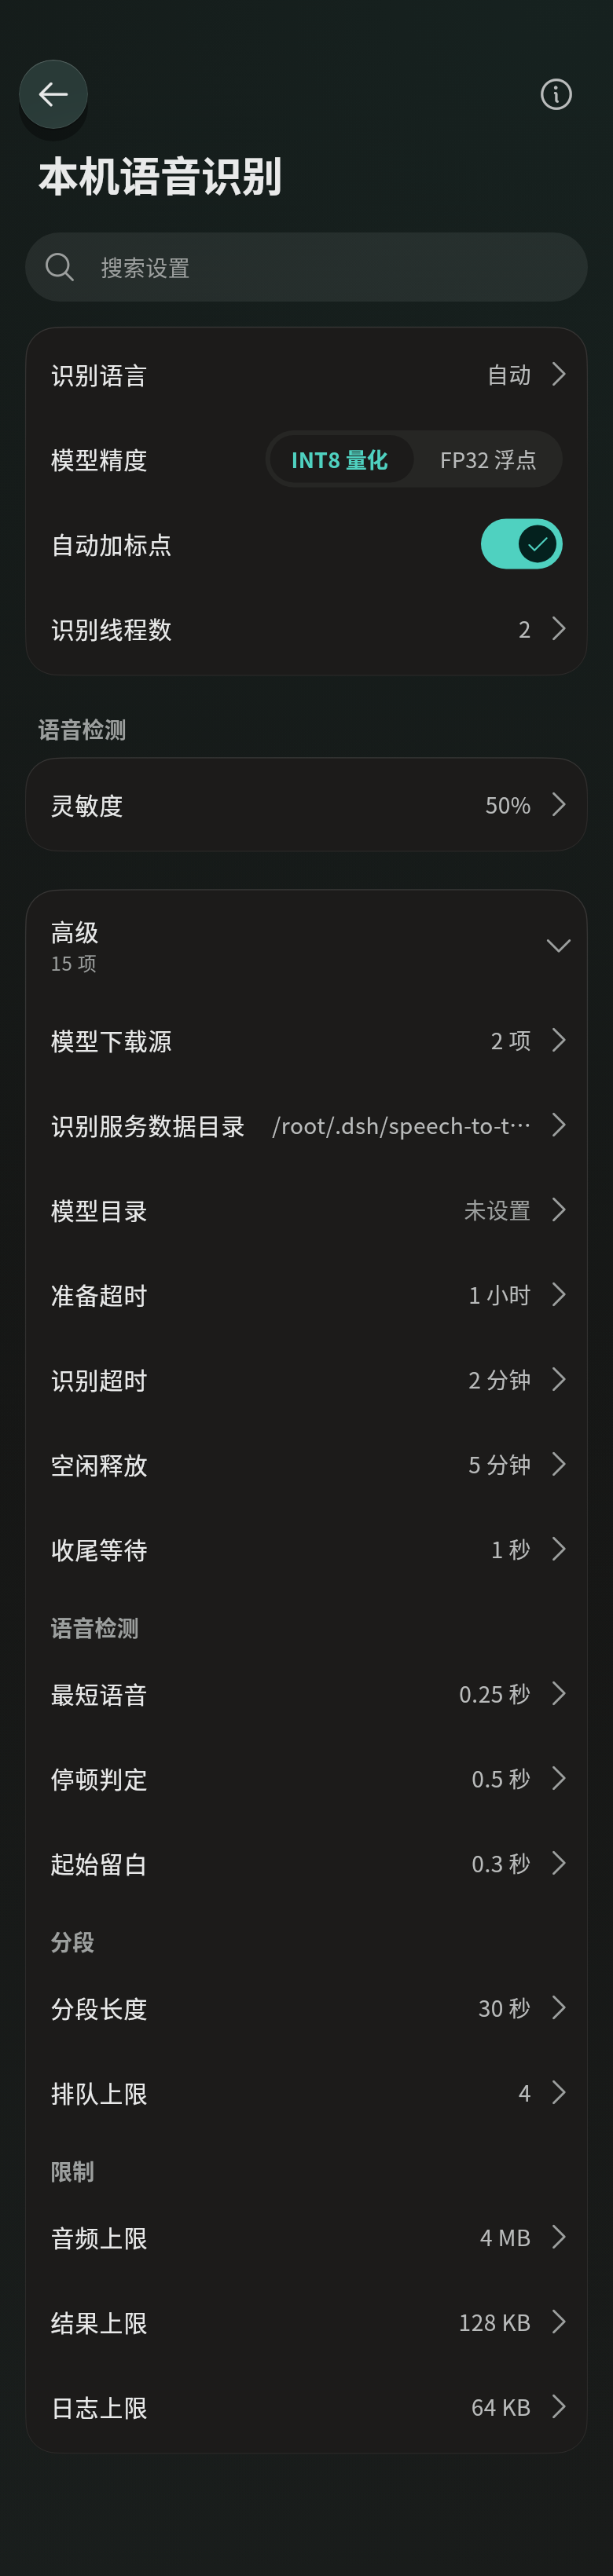 本机语音识别
搜索设置
识别语言 自动
模型精度 INT8 量化 FP32 浮点
自动加标点
识别线程数 2
语音检测
灵敏度 50%
高级
15 项
模型下载源 2 项
识别服务数据目录 /root/.dsh/speech-to-t…
模型目录 未设置
准备超时 1 小时
识别超时 2 分钟
空闲释放 5 分钟
收尾等待 1 秒
语音检测
最短语音 0.25 秒
停顿判定 0.5 秒
起始留白 0.3 秒
分段
分段长度 30 秒
排队上限 4
限制
音频上限 4 MB
结果上限 128 KB
日志上限 64 KB